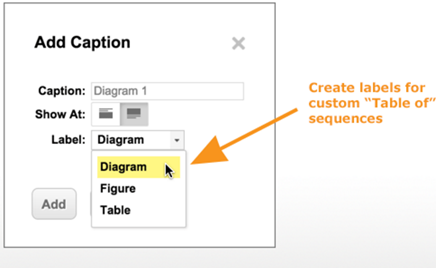 Add Caption
Caption: Diagram 1
Show At:
Label: Diagram
Diagram
Figure
Table
Add
Create labels for
custom “Table of”
sequences